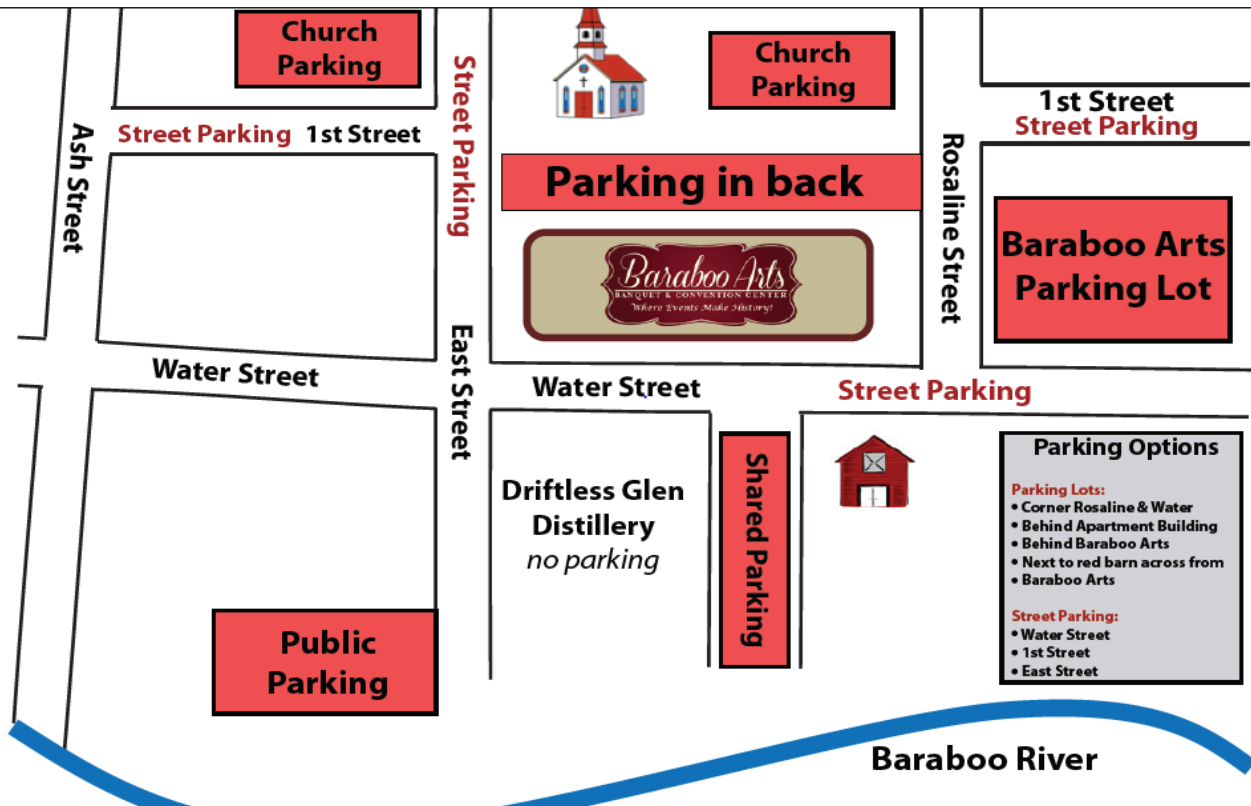 Church
Parking
Church
Parking
Street Parking
1st Street
Street Parking
Street Parking 1st Street
Ash Street
Parking in back
Rosaline Street
Baraboo Arts
Parking Lot
Baraboo Arts
BANQUET & CONVENTION CENTER
Where Events Make History!
East Street
Water Street
Water Street
Street Parking
Driftless Glen
Distillery
no parking
Shared Parking
Parking Options
Parking Lots:
• Corner Rosaline & Water
• Behind Apartment Building
• Behind Baraboo Arts
• Next to red barn across from
• Baraboo Arts
Street Parking:
• Water Street
• 1st Street
• East Street
Public
Parking
Baraboo River